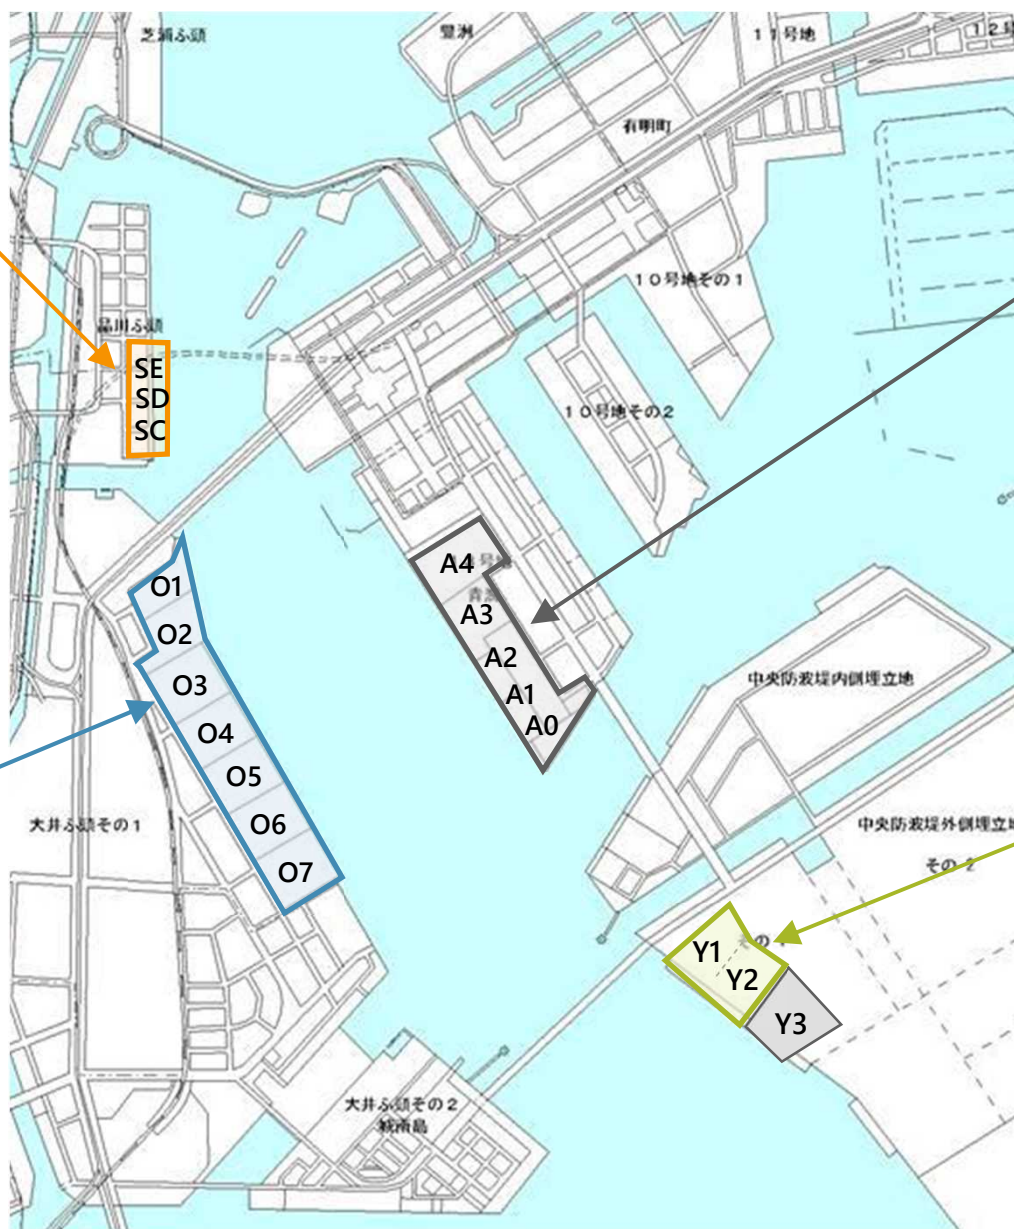 芝浦ふ頭
豊洲
11号地
12号
有明町
10号地その1
品川ふ頭
SE
SD
SC
10号地その2
A4
A3
A2
A1
A0
O1
O2
O3
O4
O5
O6
O7
中央防波堤内側埋立地
大井ふ頭その1
中央防波堤外側埋立地
その2
Y1
Y2
Y3
大井ふ頭その2
城南島